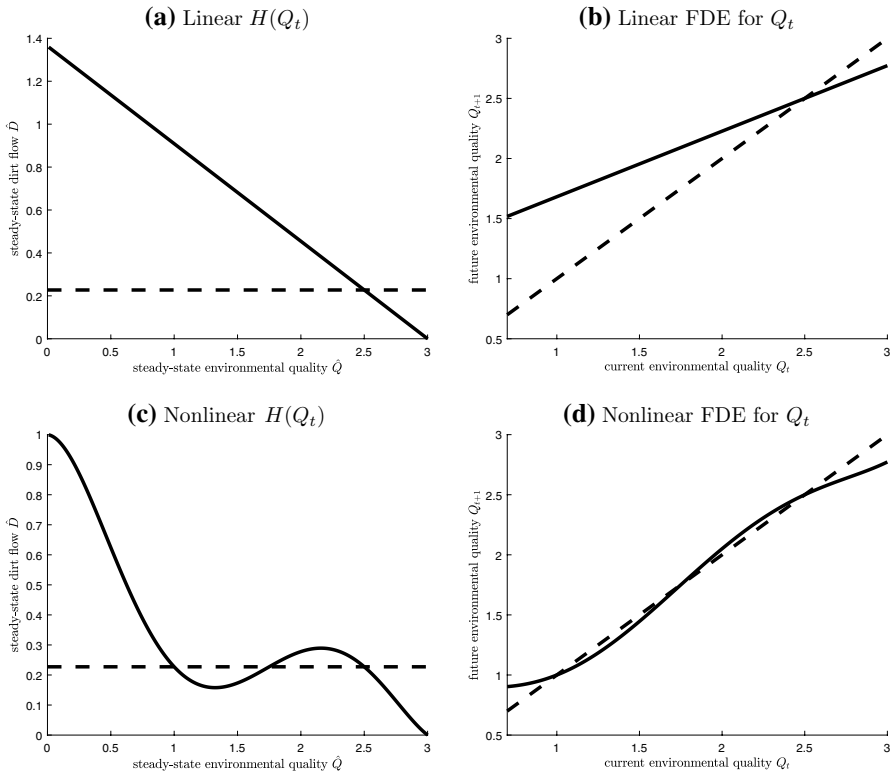 (a) Linear H(Q_t)
1.4
1.2
1
0.8
0.6
0.4
0.2
0
steady-state dirt flow D̂
0 0.5 1 1.5 2 2.5 3
steady-state environmental quality Q̂
(b) Linear FDE for Q_t
3
2.5
2
1.5
1
0.5
future environmental quality Q_{t+1}
1 1.5 2 2.5 3
current environmental quality Q_t
(c) Nonlinear H(Q_t)
1
0.9
0.8
0.7
0.6
0.5
0.4
0.3
0.2
0.1
0
steady-state dirt flow D̂
0 0.5 1 1.5 2 2.5 3
steady-state environmental quality Q̂
(d) Nonlinear FDE for Q_t
3
2.5
2
1.5
1
0.5
future environmental quality Q_{t+1}
1 1.5 2 2.5 3
current environmental quality Q_t